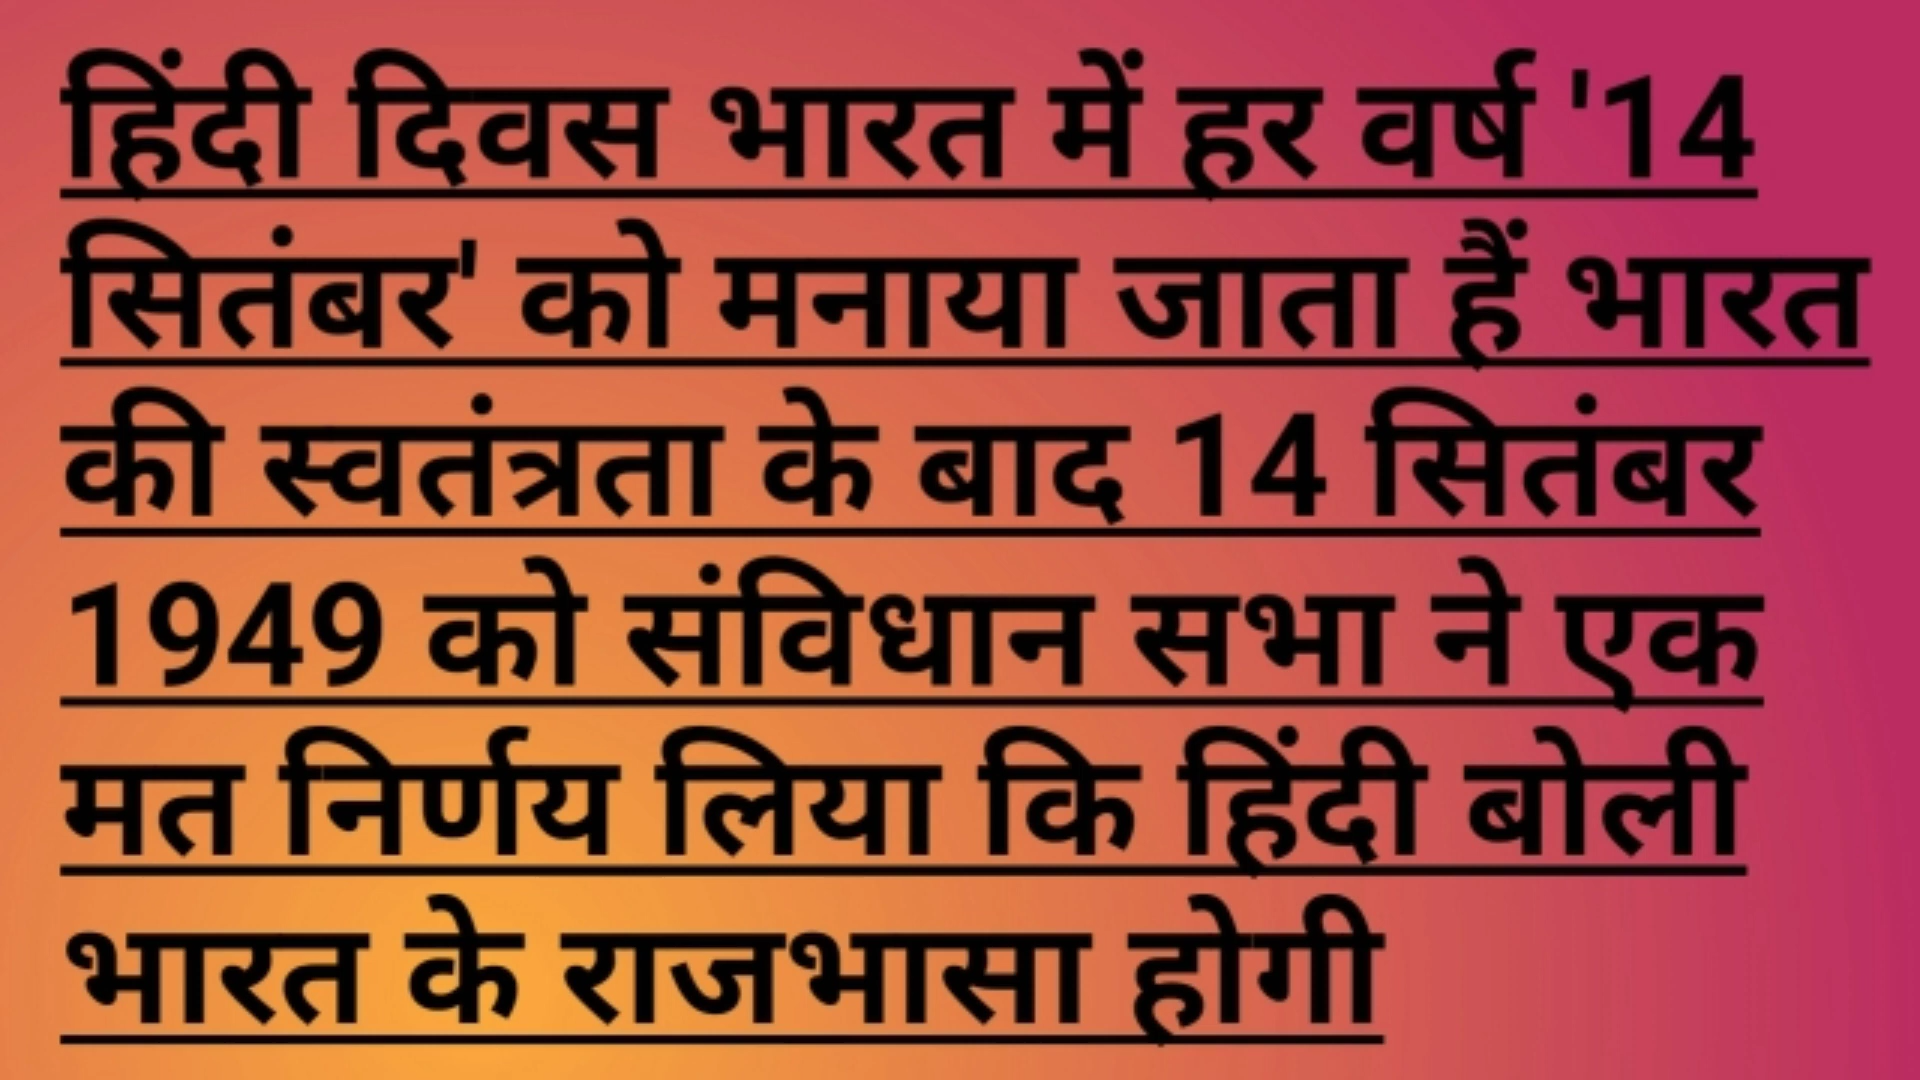 हिंदी दिवस भारत में हर वर्ष '14
सितंबर' को मनाया जाता हैं भारत
की स्वतंत्रता के बाद 14 सितंबर
1949 को संविधान सभा ने एक
मत निर्णय लिया कि हिंदी बोली
भारत के राजभासा होगी